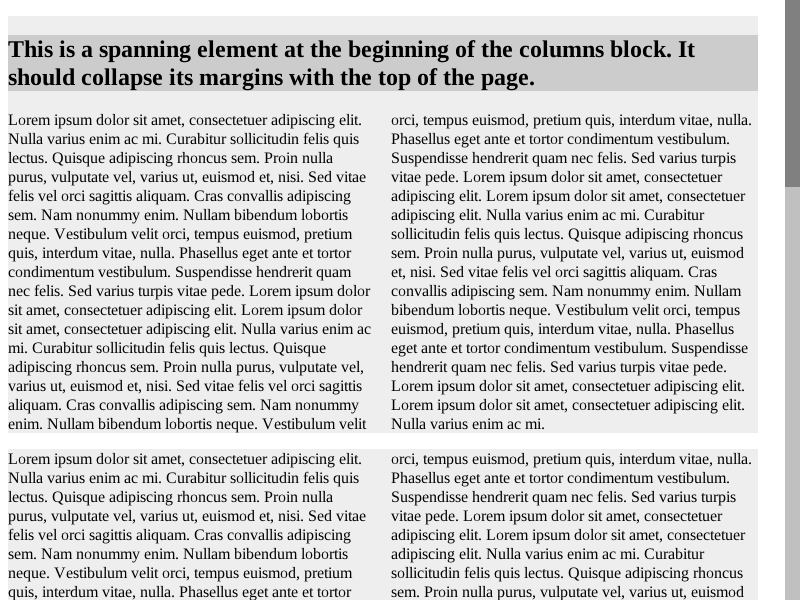 This is a spanning element at the beginning of the columns block. It
should collapse its margins with the top of the page.
Lorem ipsum dolor sit amet, consectetuer adipiscing elit.
Nulla varius enim ac mi. Curabitur sollicitudin felis quis
lectus. Quisque adipiscing rhoncus sem. Proin nulla
purus, vulputate vel, varius ut, euismod et, nisi. Sed vitae
felis vel orci sagittis aliquam. Cras convallis adipiscing
sem. Nam nonummy enim. Nullam bibendum lobortis
neque. Vestibulum velit orci, tempus euismod, pretium
quis, interdum vitae, nulla. Phasellus eget ante et tortor
condimentum vestibulum. Suspendisse hendrerit quam
nec felis. Sed varius turpis vitae pede. Lorem ipsum dolor
sit amet, consectetuer adipiscing elit. Lorem ipsum dolor
sit amet, consectetuer adipiscing elit. Nulla varius enim ac
mi. Curabitur sollicitudin felis quis lectus. Quisque
adipiscing rhoncus sem. Proin nulla purus, vulputate vel,
varius ut, euismod et, nisi. Sed vitae felis vel orci sagittis
aliquam. Cras convallis adipiscing sem. Nam nonummy
enim. Nullam bibendum lobortis neque. Vestibulum velit
orci, tempus euismod, pretium quis, interdum vitae, nulla.
Phasellus eget ante et tortor condimentum vestibulum.
Suspendisse hendrerit quam nec felis. Sed varius turpis
vitae pede. Lorem ipsum dolor sit amet, consectetuer
adipiscing elit. Lorem ipsum dolor sit amet, consectetuer
adipiscing elit. Nulla varius enim ac mi. Curabitur
sollicitudin felis quis lectus. Quisque adipiscing rhoncus
sem. Proin nulla purus, vulputate vel, varius ut, euismod
et, nisi. Sed vitae felis vel orci sagittis aliquam. Cras
convallis adipiscing sem. Nam nonummy enim. Nullam
bibendum lobortis neque. Vestibulum velit orci, tempus
euismod, pretium quis, interdum vitae, nulla. Phasellus
eget ante et tortor condimentum vestibulum. Suspendisse
hendrerit quam nec felis. Sed varius turpis vitae pede.
Lorem ipsum dolor sit amet, consectetuer adipiscing elit.
Lorem ipsum dolor sit amet, consectetuer adipiscing elit.
Nulla varius enim ac mi.
Lorem ipsum dolor sit amet, consectetuer adipiscing elit.
Nulla varius enim ac mi. Curabitur sollicitudin felis quis
lectus. Quisque adipiscing rhoncus sem. Proin nulla
purus, vulputate vel, varius ut, euismod et, nisi. Sed vitae
felis vel orci sagittis aliquam. Cras convallis adipiscing
sem. Nam nonummy enim. Nullam bibendum lobortis
neque. Vestibulum velit orci, tempus euismod, pretium
quis, interdum vitae, nulla. Phasellus eget ante et tortor
orci, tempus euismod, pretium quis, interdum vitae, nulla.
Phasellus eget ante et tortor condimentum vestibulum.
Suspendisse hendrerit quam nec felis. Sed varius turpis
vitae pede. Lorem ipsum dolor sit amet, consectetuer
adipiscing elit. Lorem ipsum dolor sit amet, consectetuer
adipiscing elit. Nulla varius enim ac mi. Curabitur
sollicitudin felis quis lectus. Quisque adipiscing rhoncus
sem. Proin nulla purus, vulputate vel, varius ut, euismod